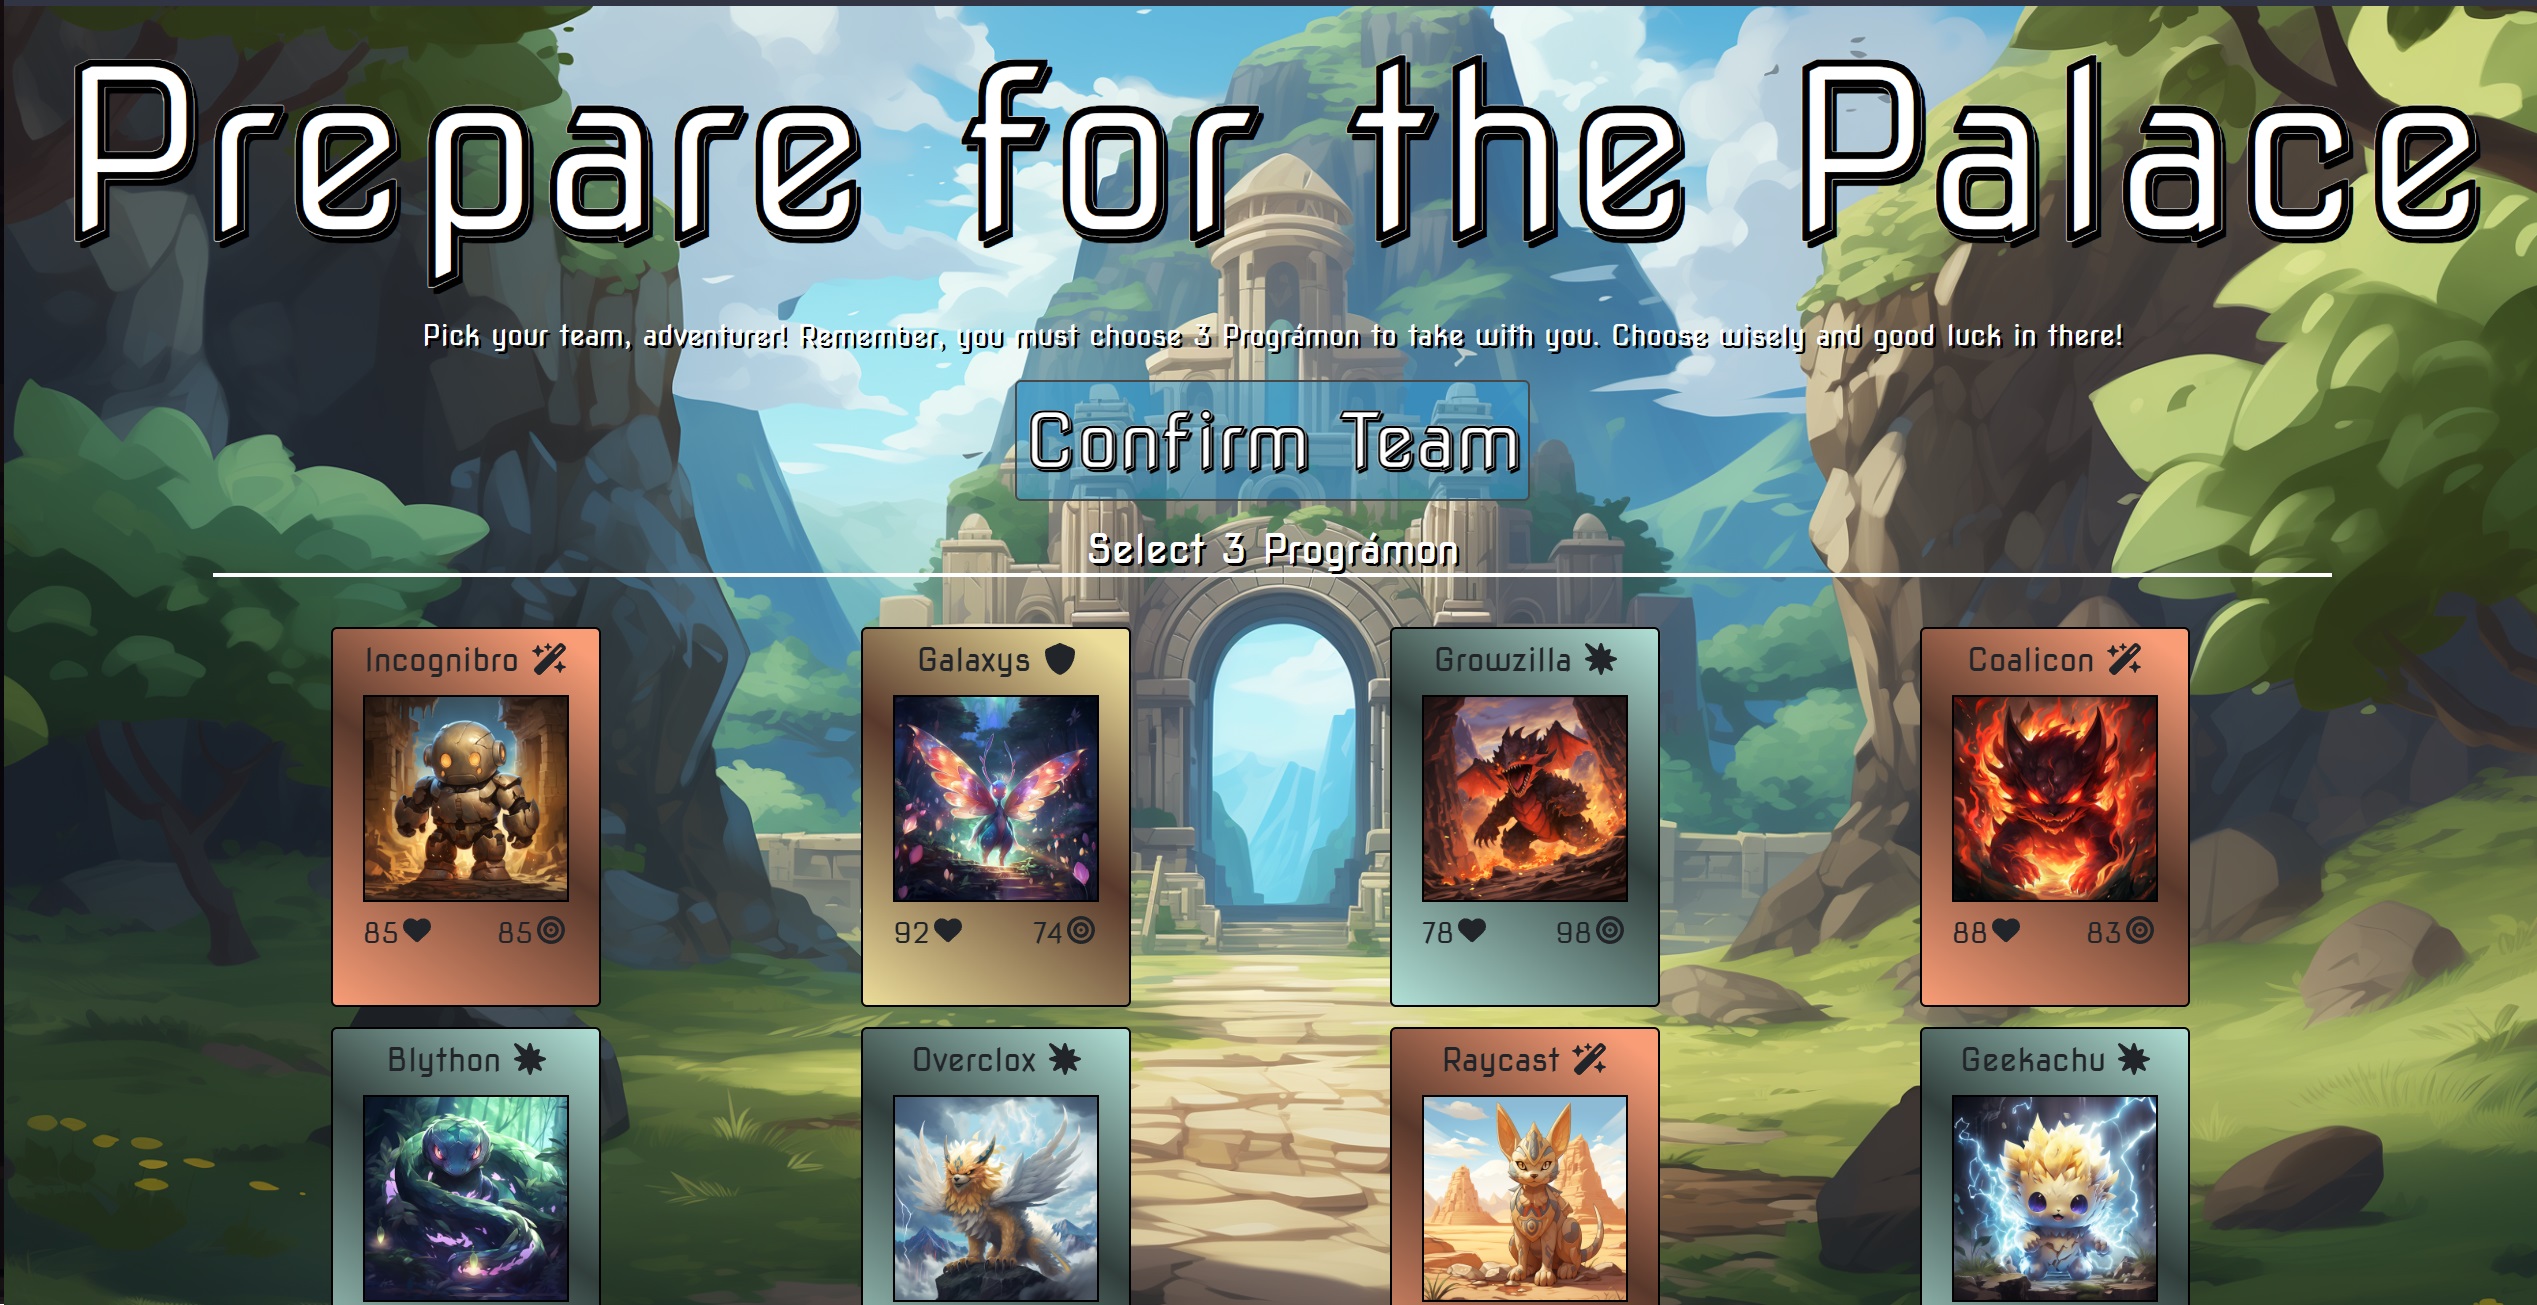 Prepare for the Palace
Pick your team, adventurer! Remember, you must choose 3 Prográmon to take with you. Choose wisely and good luck in there!
Confirm Team
Select 3 Prográmon
Incognibro
Galaxys
Growzilla
Coalicon
85 85
92 74
78 98
88 83
Blython
Overclox
Raycast
Geekachu